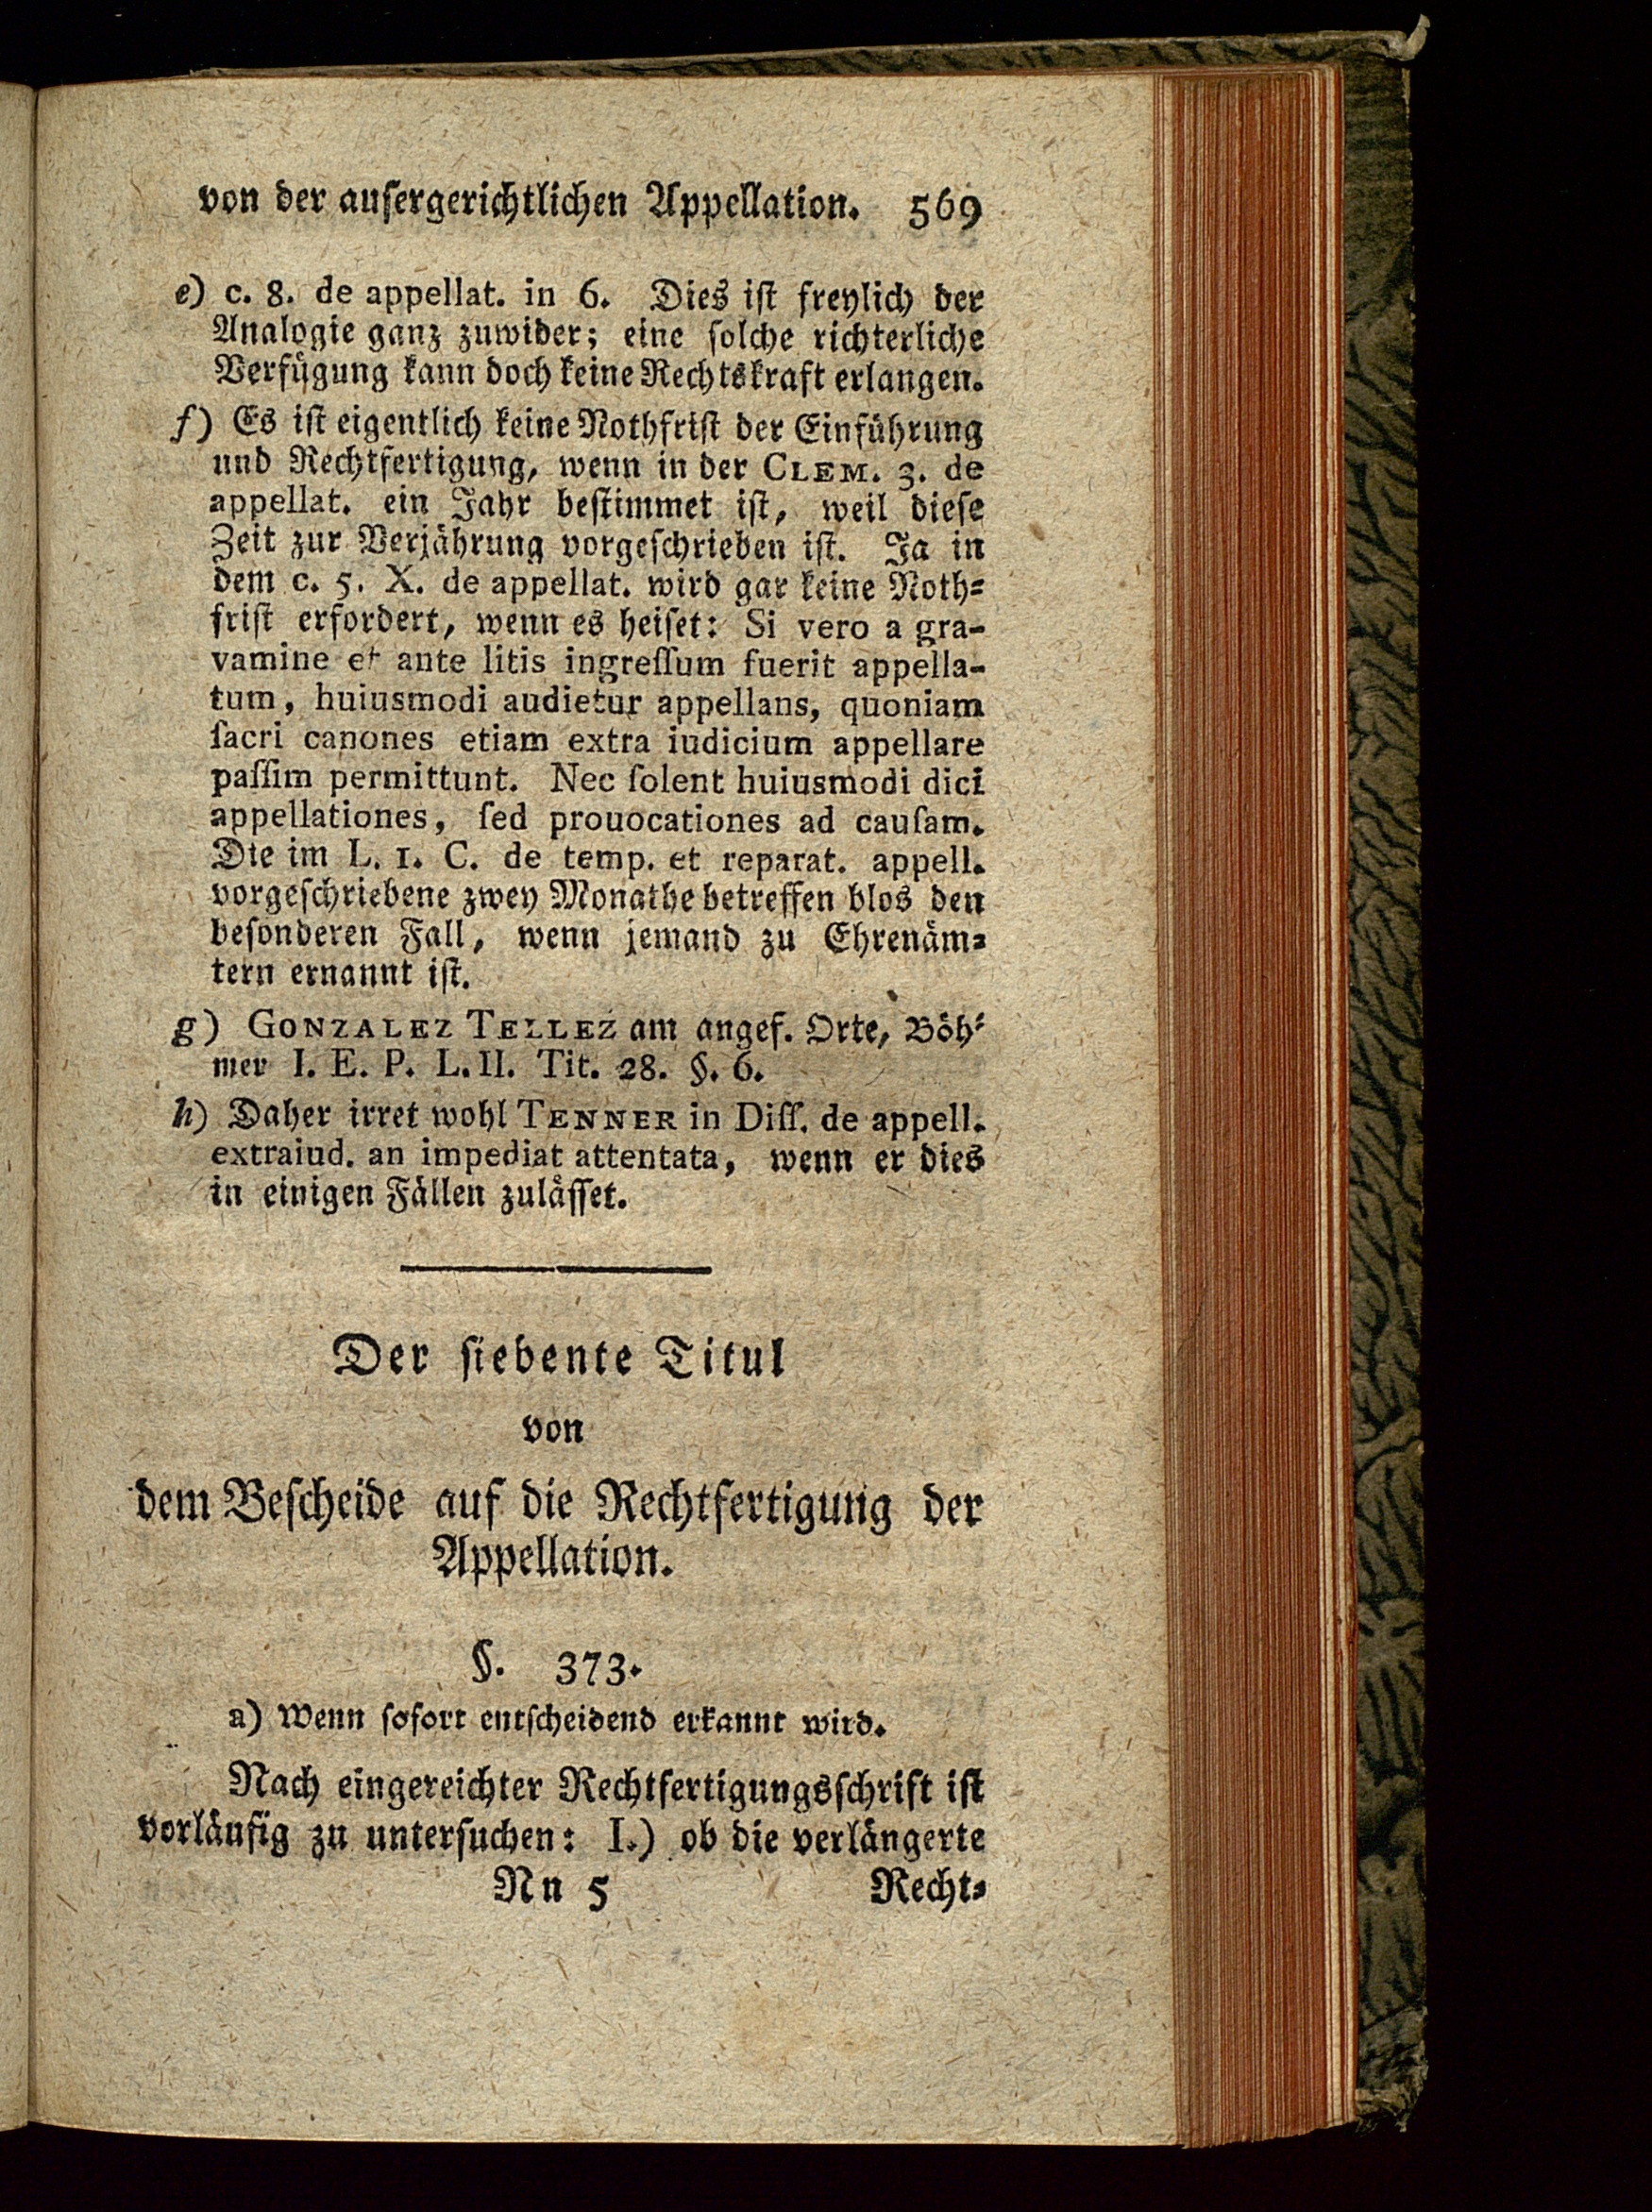 von der ausergerichtlichen Appellation. 569
e) c. 8. de appellat. in 6. Dies ist freylich der
Analogie ganz zuwider; eine solche richterliche
Verfügung kann doch keine Rechtskraft erlangen.
f) Es ist eigentlich keine Nothfrist der Einführung
und Rechtfertigung, wenn in der CLEM. 3. de
appellat. ein Jahr bestimmet ist, weil diese
Zeit zur Verjährung vorgeschrieben ist. Ja in
dem c. 5. X. de appellat. wird gar keine Noth-
frist erfordert, wenn es heiset: Si vero a gra-
vamine et ante litis ingreſſum fuerit appella-
tum, huiusmodi audietur appellans, quoniam
ſacri canones etiam extra iudicium appellare
paſſim permittunt. Nec ſolent huiusmodi dici
appellationes, ſed prouocationes ad cauſam.
Die im L. 1. C. de temp. et reparat. appell.
vorgeschriebene zwey Monathe betreffen blos den
besonderen Fall, wenn jemand zu Ehrenäm-
tern ernannt ist.
g) GONZALEZ TELLEZ am angef. Orte, Böh-
mer I. E. P. L. II. Tit. 28. §. 6.
h) Daher irret wohl TENNER in Diſſ. de appell.
extraiud. an impediat attentata, wenn er dies
in einigen Fällen zulässet.
Der siebente Titul
von
dem Bescheide auf die Rechtfertigung der
Appellation.
§. 373.
a) Wenn sofort entscheidend erkannt wird.
Nach eingereichter Rechtfertigungsschrift ist
vorläufig zu untersuchen: I.) ob die verlängerte
Nn 5 Recht-